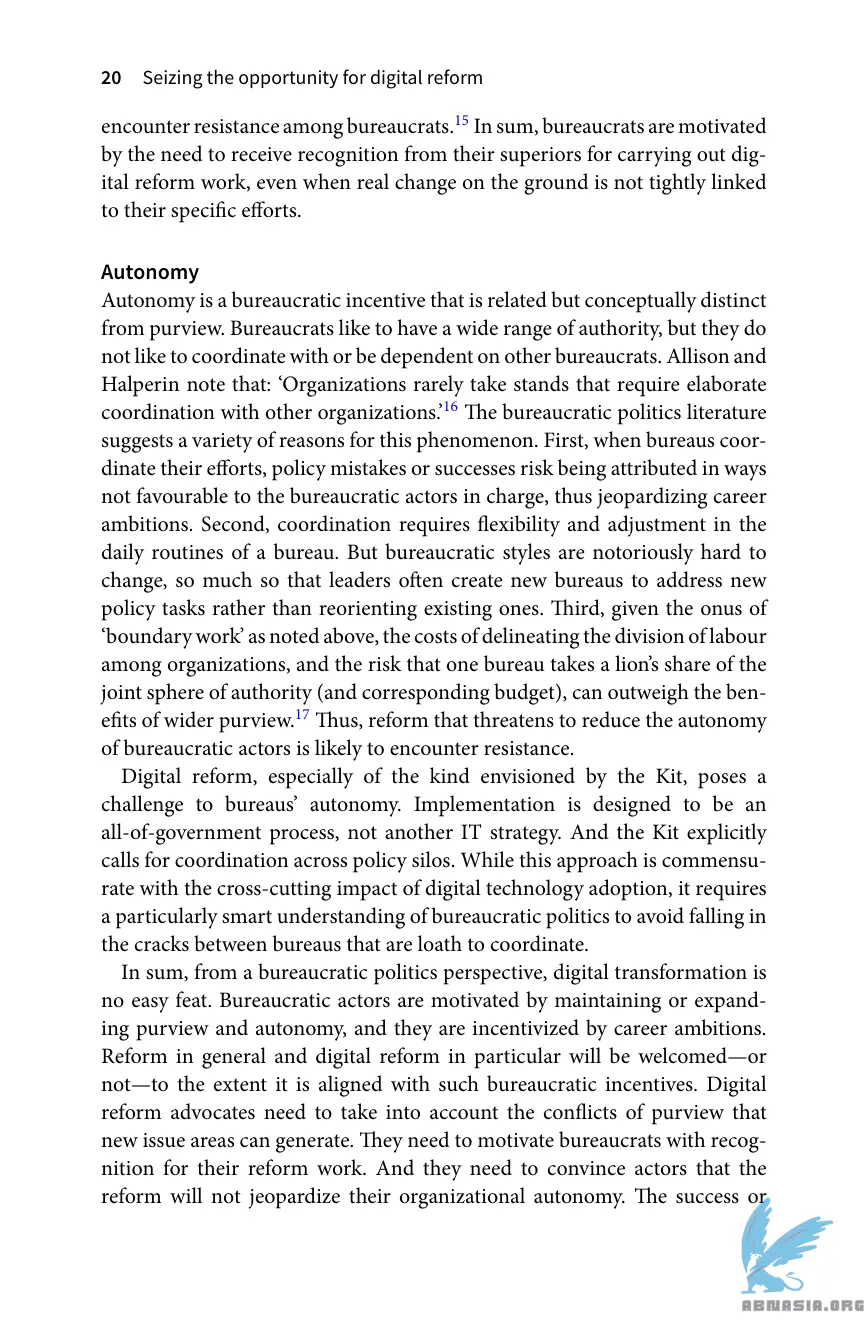 20 Seizing the opportunity for digital reform
encounter resistance among bureaucrats.15 In sum, bureaucrats are motivated
by the need to receive recognition from their superiors for carrying out dig-
ital reform work, even when real change on the ground is not tightly linked
to their specific efforts.
Autonomy
Autonomy is a bureaucratic incentive that is related but conceptually distinct
from purview. Bureaucrats like to have a wide range of authority, but they do
not like to coordinate with or be dependent on other bureaucrats. Allison and
Halperin note that: ‘Organizations rarely take stands that require elaborate
coordination with other organizations.’16 The bureaucratic politics literature
suggests a variety of reasons for this phenomenon. First, when bureaus coor-
dinate their efforts, policy mistakes or successes risk being attributed in ways
not favourable to the bureaucratic actors in charge, thus jeopardizing career
ambitions. Second, coordination requires flexibility and adjustment in the
daily routines of a bureau. But bureaucratic styles are notoriously hard to
change, so much so that leaders often create new bureaus to address new
policy tasks rather than reorienting existing ones. Third, given the onus of
‘boundary work’ as noted above, the costs of delineating the division of labour
among organizations, and the risk that one bureau takes a lion’s share of the
joint sphere of authority (and corresponding budget), can outweigh the ben-
efits of wider purview.17 Thus, reform that threatens to reduce the autonomy
of bureaucratic actors is likely to encounter resistance.
Digital reform, especially of the kind envisioned by the Kit, poses a
challenge to bureaus’ autonomy. Implementation is designed to be an
all-of-government process, not another IT strategy. And the Kit explicitly
calls for coordination across policy silos. While this approach is commensu-
rate with the cross-cutting impact of digital technology adoption, it requires
a particularly smart understanding of bureaucratic politics to avoid falling in
the cracks between bureaus that are loath to coordinate.
In sum, from a bureaucratic politics perspective, digital transformation is
no easy feat. Bureaucratic actors are motivated by maintaining or expand-
ing purview and autonomy, and they are incentivized by career ambitions.
Reform in general and digital reform in particular will be welcomed—or
not—to the extent it is aligned with such bureaucratic incentives. Digital
reform advocates need to take into account the conflicts of purview that
new issue areas can generate. They need to motivate bureaucrats with recog-
nition for their reform work. And they need to convince actors that the
reform will not jeopardize their organizational autonomy. The success or
ABNASIA.ORG